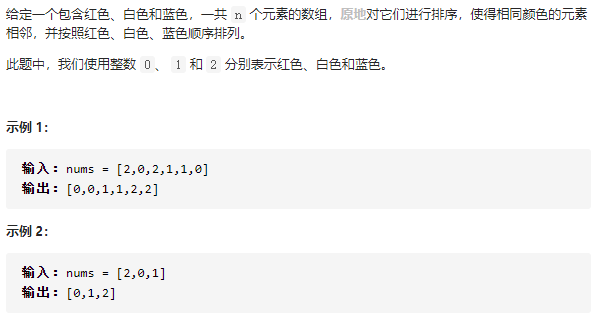 给定一个包含红色、白色和蓝色，一共 n 个元素的数组，原地对它们进行排序，使得相同颜色的元素
相邻，并按照红色、白色、蓝色顺序排列。
此题中，我们使用整数 0、 1 和 2 分别表示红色、白色和蓝色。
示例 1：
输入：nums = [2,0,2,1,1,0]
输出：[0,0,1,1,2,2]
示例 2：
输入：nums = [2,0,1]
输出：[0,1,2]